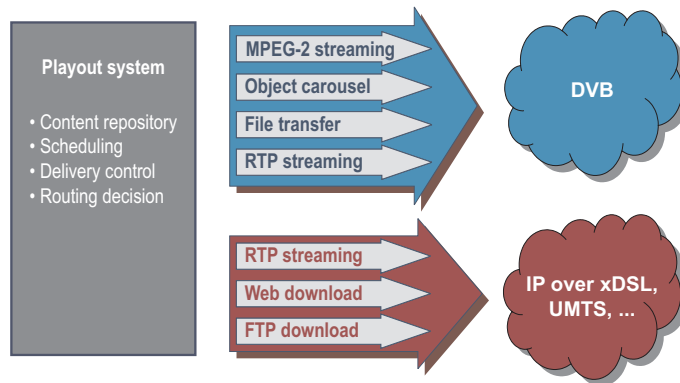 Playout system
• Content repository
• Scheduling
• Delivery control
• Routing decision
MPEG-2 streaming
Object carousel
File transfer
RTP streaming
DVB
RTP streaming
Web download
FTP download
IP over xDSL,
UMTS, ...